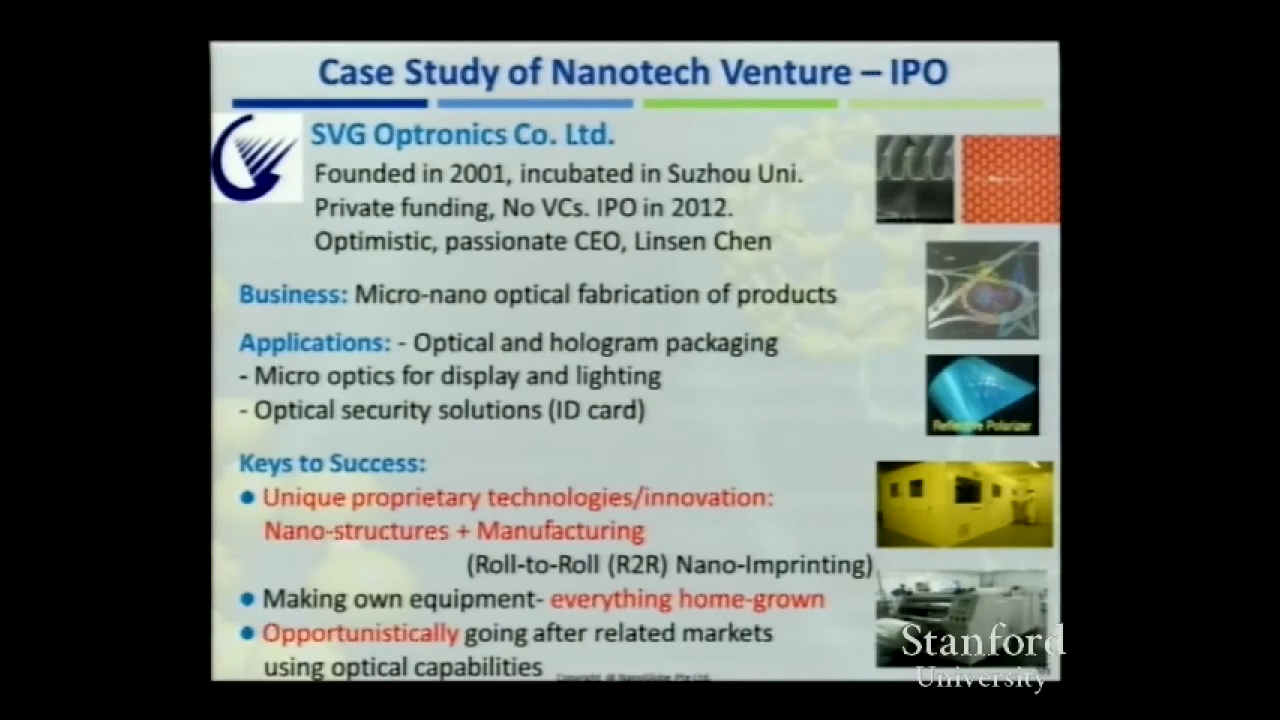 Case Study of Nanotech Venture – IPO
SVG Optronics Co. Ltd.
Founded in 2001, incubated in Suzhou Uni.
Private funding, No VCs. IPO in 2012.
Optimistic, passionate CEO, Linsen Chen
Business: Micro-nano optical fabrication of products
Applications: - Optical and hologram packaging
- Micro optics for display and lighting
- Optical security solutions (ID card)
Reflective Polarizer
Keys to Success:
● Unique proprietary technologies/innovation:
Nano-structures + Manufacturing
(Roll-to-Roll (R2R) Nano-Imprinting)
● Making own equipment- everything home-grown
● Opportunistically going after related markets
using optical capabilities
Copyright @ NanoGlobe Pte Ltd
Stanford
University